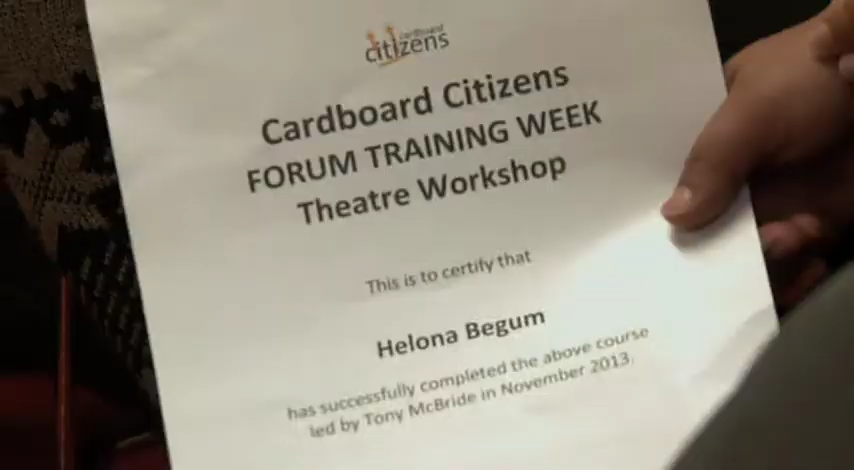 cardboard
citizens
Cardboard Citizens
FORUM TRAINING WEEK
Theatre Workshop
This is to certify that
Helona Begum
has successfully completed the above course
led by Tony McBride in November 2013.